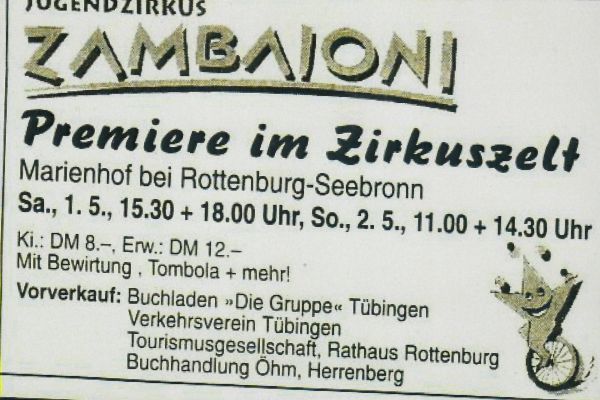 JUGENDZIRKUS
ZAMBAIONI
Premiere im Zirkuszelt
Marienhof bei Rottenburg-Seebronn
Sa., 1. 5., 15.30 + 18.00 Uhr, So., 2. 5., 11.00 + 14.30 Uhr
Ki.: DM 8.–, Erw.: DM 12.–
Mit Bewirtung , Tombola + mehr!
Vorverkauf: Buchladen »Die Gruppe« Tübingen
Verkehrsverein Tübingen
Tourismusgesellschaft, Rathaus Rottenburg
Buchhandlung Öhm, Herrenberg